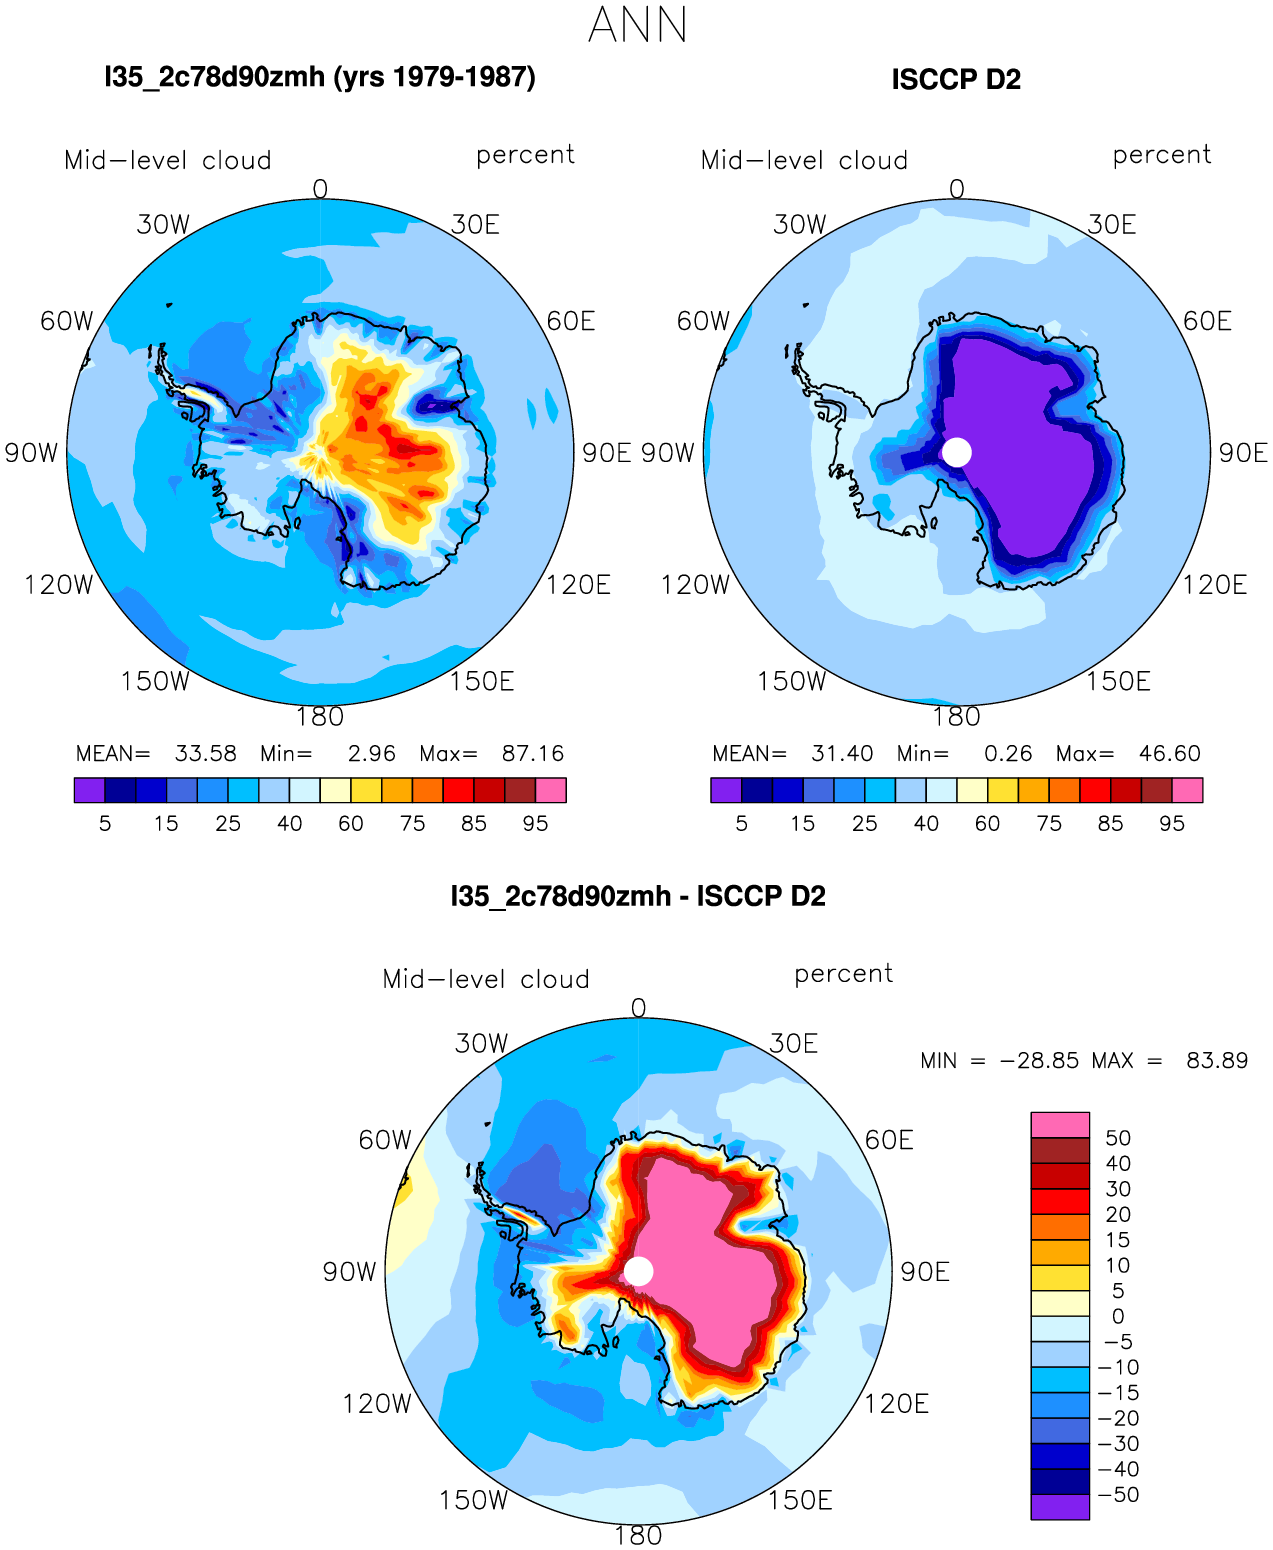 ANN
I35_2c78d90zmh (yrs 1979-1987)
ISCCP D2
Mid-level cloud percent
Mid-level cloud percent
0
30W 30E
60W 60E
90W 90E
120W 120E
150W 150E
180
0
30W 30E
60W 60E
90W 90E
120W 120E
150W 150E
180
MEAN= 33.58 Min= 2.96 Max= 87.16
5 15 25 40 60 75 85 95
MEAN= 31.40 Min= 0.26 Max= 46.60
5 15 25 40 60 75 85 95
I35_2c78d90zmh - ISCCP D2
Mid-level cloud percent
0
30W 30E
60W 60E
90W 90E
120W 120E
150W 150E
180
MIN = -28.85 MAX = 83.89
50
40
30
20
15
10
5
0
-5
-10
-15
-20
-30
-40
-50